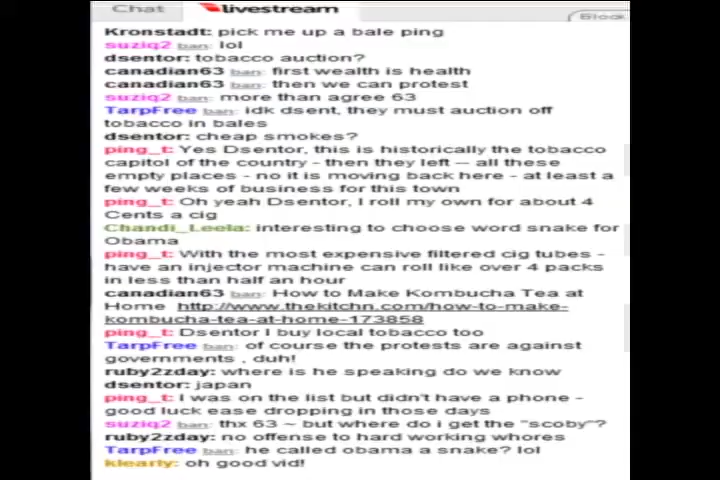 Chat livestream
Block
Kronstadt: pick me up a bale ping
suziq2 ban: lol
dsentor: tobacco auction?
canadian63 ban: first wealth is health
canadian63 ban: then we can protest
suziq2 ban: more than agree 63
TarpFree ban: idk dsent, they must auction off
tobacco in bales
dsentor: cheap smokes?
ping_t: Yes Dsentor, this is historically the tobacco
capitol of the country - then they left -- all these
empty places - no it is moving back here - at least a
few weeks of business for this town
ping_t: Oh yeah Dsentor, I roll my own for about 4
Cents a cig
Chandi_Leela: interesting to choose word snake for
Obama
ping_t: With the most expensive filtered cig tubes -
have an injector machine can roll like over 4 packs
in less than half an hour
canadian63 ban: How to Make Kombucha Tea at
Home http://www.thekitchn.com/how-to-make-
kombucha-tea-at-home-173858
ping_t: Dsentor I buy local tobacco too
TarpFree ban: of course the protests are against
governments , duh!
ruby2zday: where is he speaking do we know
dsentor: japan
ping_t: I was on the list but didn't have a phone -
good luck ease dropping in those days
suziq2 ban: thx 63 ~ but where do i get the "scoby"?
ruby2zday: no offense to hard working whores
TarpFree ban: he called obama a snake? lol
klearly: oh good vid!